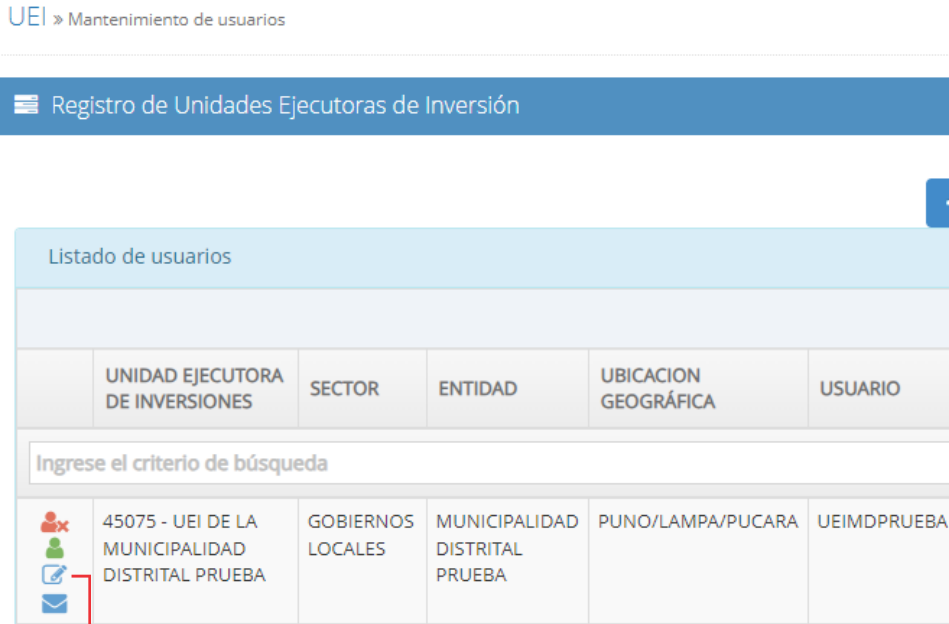 UEI » Mantenimiento de usuarios
Registro de Unidades Ejecutoras de Inversión
Listado de usuarios
UNIDAD EJECUTORA DE INVERSIONES
SECTOR
ENTIDAD
UBICACION GEOGRÁFICA
USUARIO
Ingrese el criterio de búsqueda
45075 - UEI DE LA MUNICIPALIDAD DISTRITAL PRUEBA
GOBIERNOS LOCALES
MUNICIPALIDAD DISTRITAL PRUEBA
PUNO/LAMPA/PUCARA
UEIMDPRUEBA